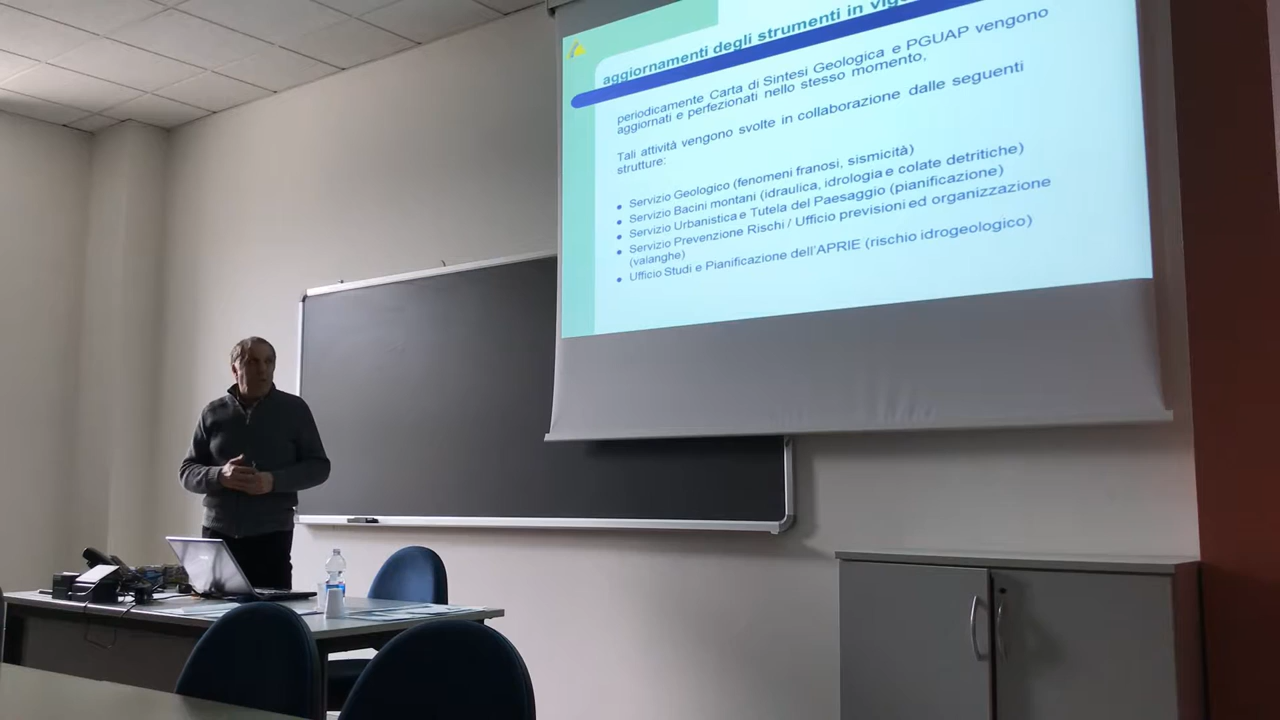 aggiornamenti degli strumenti in
periodicamente Carta di Sintesi Geologica e PGUAP vengono
aggiornati e perfezionati nello stesso momento,
Tali attività vengono svolte in collaborazione dalle seguenti
strutture:
• Servizio Geologico (fenomeni franosi, sismicità)
• Servizio Bacini montani (idraulica, idrologia e colate detritiche)
• Servizio Urbanistica e Tutela del Paesaggio (pianificazione)
• Servizio Prevenzione Rischi / Ufficio previsioni ed organizzazione
(valanghe)
• Ufficio Studi e Pianificazione dell'APRIE (rischio idrogeologico)